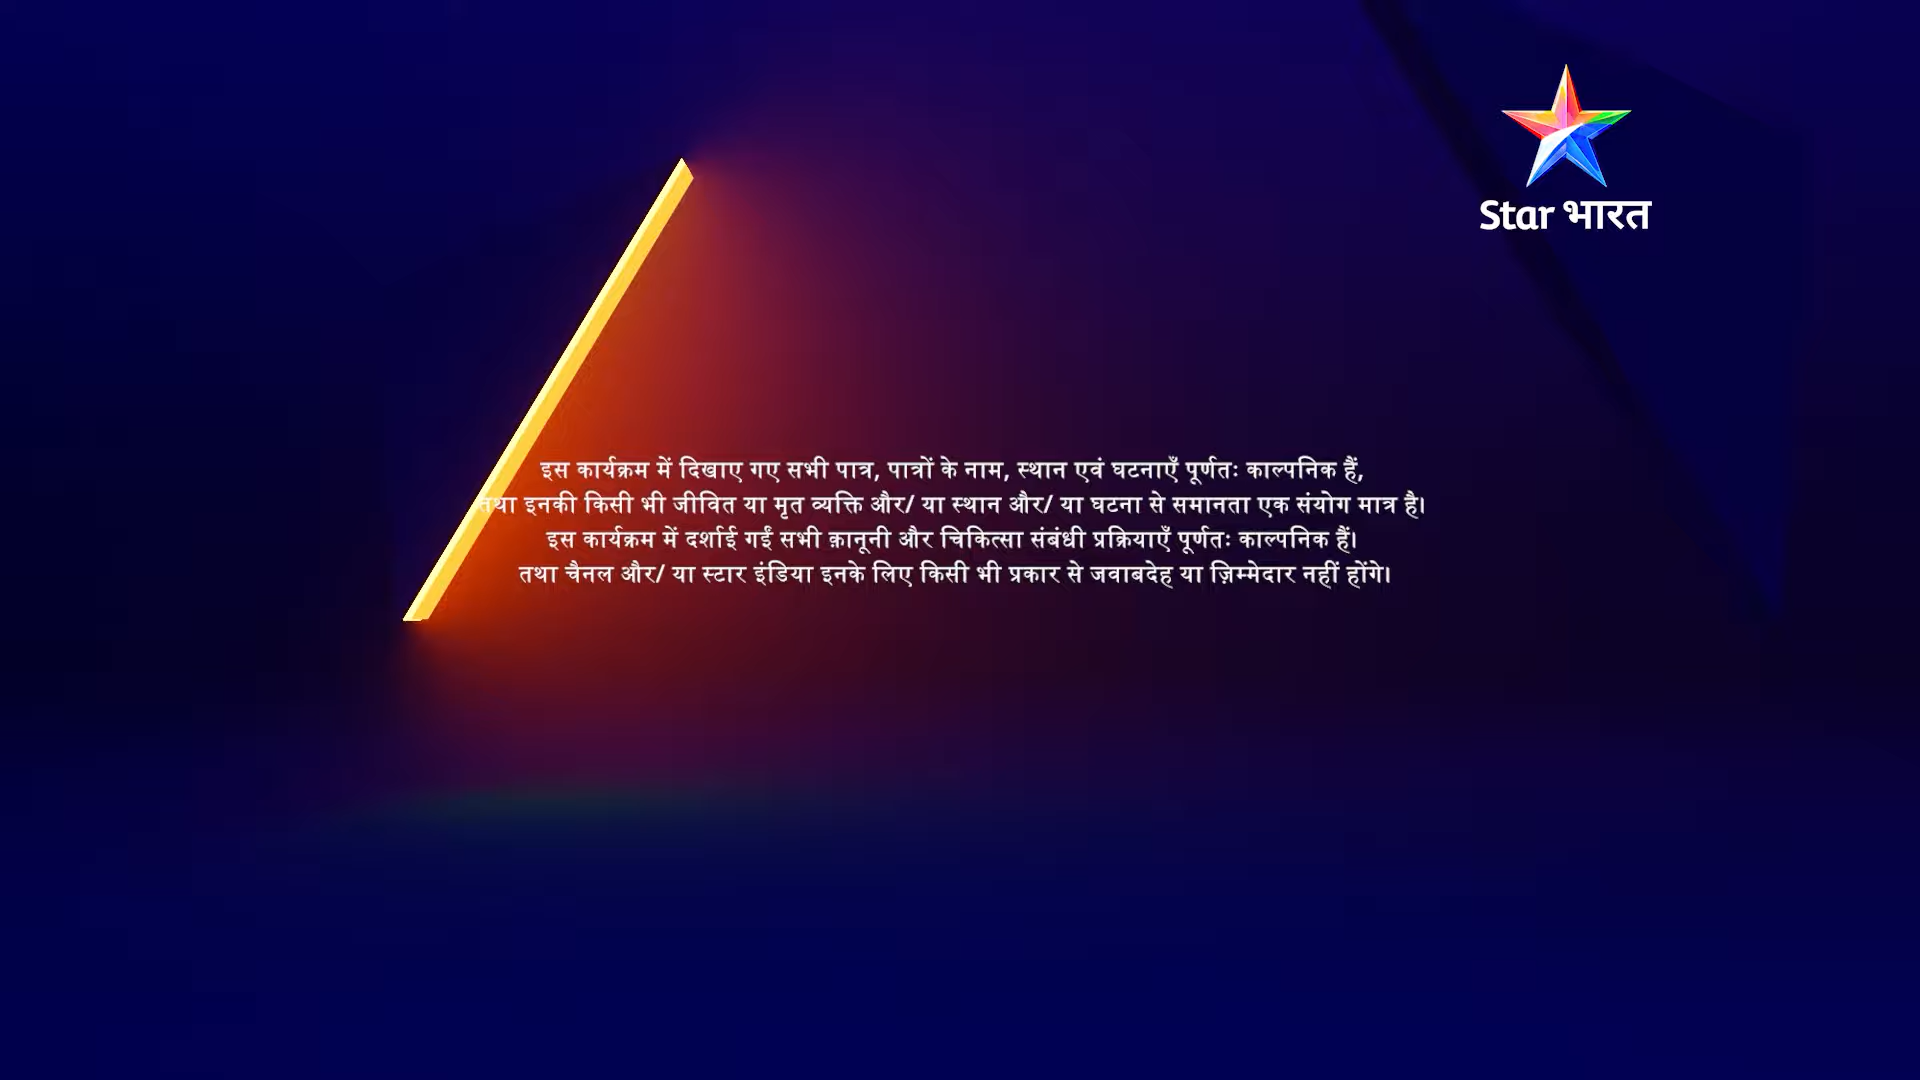 Star भारत
इस कार्यक्रम में दिखाए गए सभी पात्र, पात्रों के नाम, स्थान एवं घटनाएँ पूर्णतः काल्पनिक हैं,
तथा इनकी किसी भी जीवित या मृत व्यक्ति और/ या स्थान और/ या घटना से समानता एक संयोग मात्र है।
इस कार्यक्रम में दर्शाई गईं सभी क़ानूनी और चिकित्सा संबंधी प्रक्रियाएँ पूर्णतः काल्पनिक हैं।
तथा चैनल और/ या स्टार इंडिया इनके लिए किसी भी प्रकार से जवाबदेह या ज़िम्मेदार नहीं होंगे।